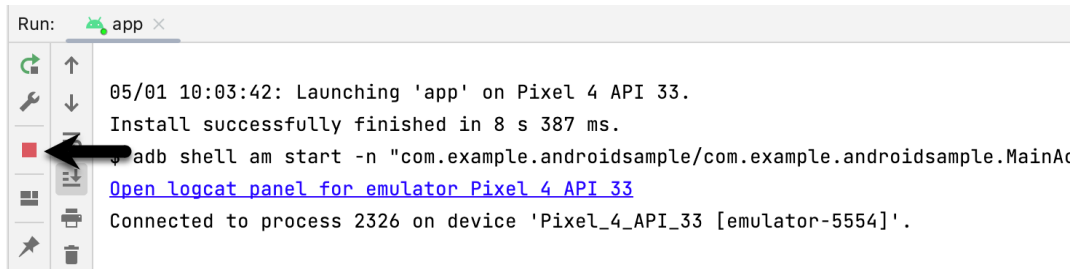 Run: app
05/01 10:03:42: Launching 'app' on Pixel 4 API 33.
Install successfully finished in 8 s 387 ms.
$ adb shell am start -n "com.example.androidsample/com.example.androidsample.MainAc
Open logcat panel for emulator Pixel 4 API 33
Connected to process 2326 on device 'Pixel_4_API_33 [emulator-5554]'.